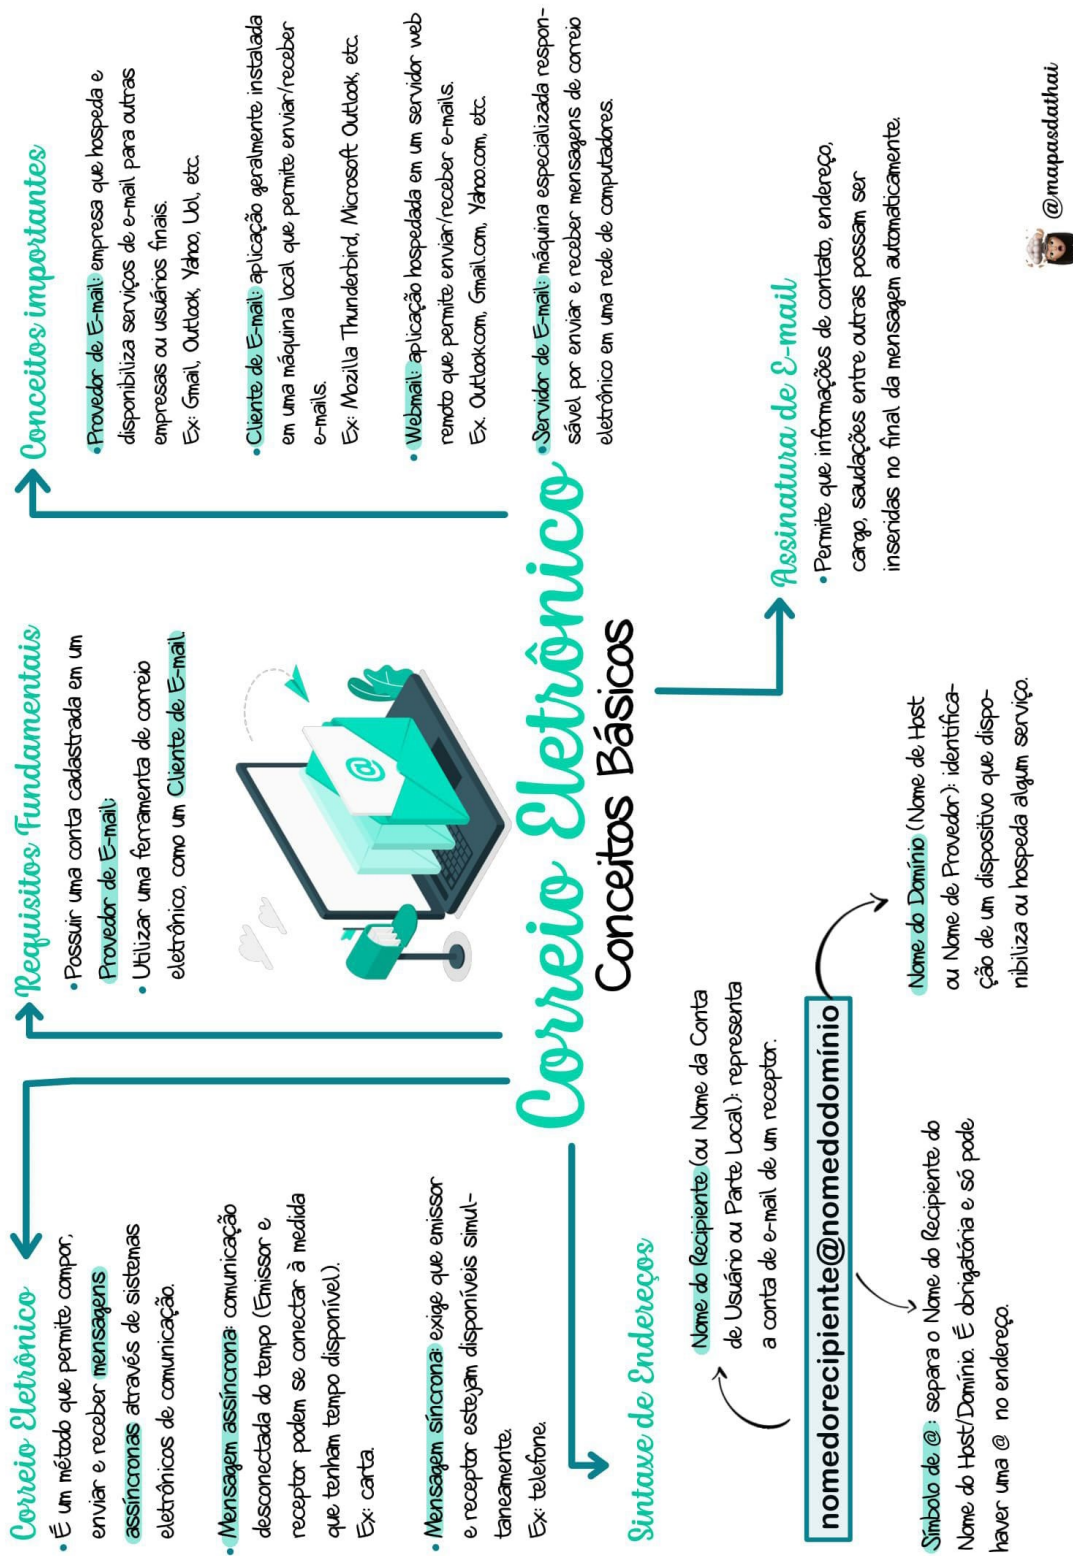 Correio Eletrônico
• É um método que permite compor,
enviar e receber mensagens
assíncronas através de sistemas
eletrônicos de comunicação.
• Mensagem assíncrona: comunicação
desconectada do tempo (Emissor e
receptor podem se conectar à medida
que tenham tempo disponível).
Ex: carta.
• Mensagem síncrona: exige que emissor
e receptor estejam disponíveis simul-
taneamente.
Ex: telefone.
Requisitos Fundamentais
• Possuir uma conta cadastrada em um
Provedor de E-mail;
• Utilizar uma ferramenta de correio
eletrônico, como um Cliente de E-mail.
Conceitos importantes
• Provedor de E-mail: empresa que hospeda e
disponibiliza serviços de e-mail para outras
empresas ou usuários finais.
Ex: Gmail, Outlook, Yahoo, Uol, etc.
• Cliente de E-mail: aplicação geralmente instalada
em uma máquina local que permite enviar/receber
e-mails.
Ex: Mozilla Thunderbird, Microsoft Outlook, etc.
• Webmail: aplicação hospedada em um servidor web
remoto que permite enviar/receber e-mails.
Ex. Outlook.com, Gmail.com, Yahoo.com, etc.
• Servidor de E-mail: máquina especializada respon-
sável por enviar e receber mensagens de correio
eletrônico em uma rede de computadores.
@
Correio Eletrônico
Conceitos Básicos
Sintaxe de Endereços
Nome do Recipiente (ou Nome da Conta
de Usuário ou Parte Local): representa
a conta de e-mail de um receptor.
nomedorecipiente@nomedodomínio
Símbolo de @: separa o Nome do Recipiente do
Nome do Host/Domínio. É obrigatória e só pode
haver uma @ no endereço.
Nome do Domínio (Nome de Host
ou Nome de Provedor): identifica-
ção de um dispositivo que dispo-
nibiliza ou hospeda algum serviço.
Assinatura de E-mail
• Permite que informações de contato, endereço,
cargo, saudações entre outras possam ser
inseridas no final da mensagem automaticamente.
@mapasdathai